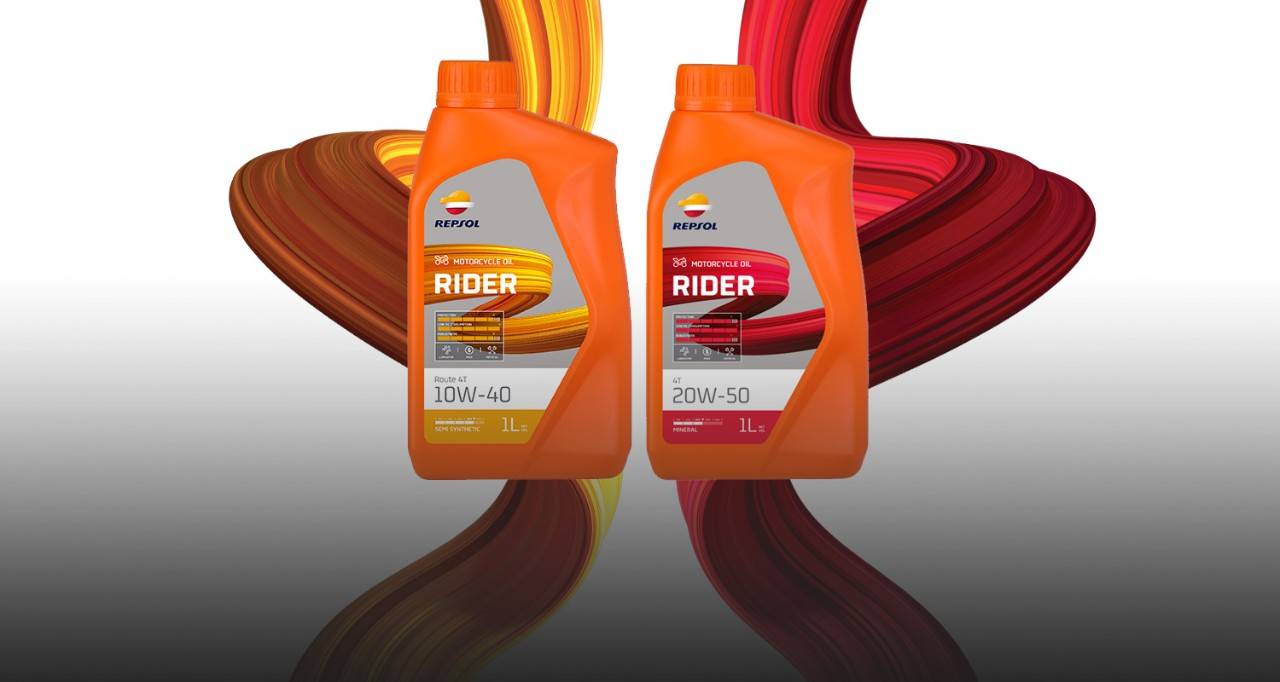 REPSOL
MOTORCYCLE OIL
RIDER
Route 4T
10W-40
SEMI SYNTHETIC
1L
REPSOL
MOTORCYCLE OIL
RIDER
4T
20W-50
MINERAL
1L